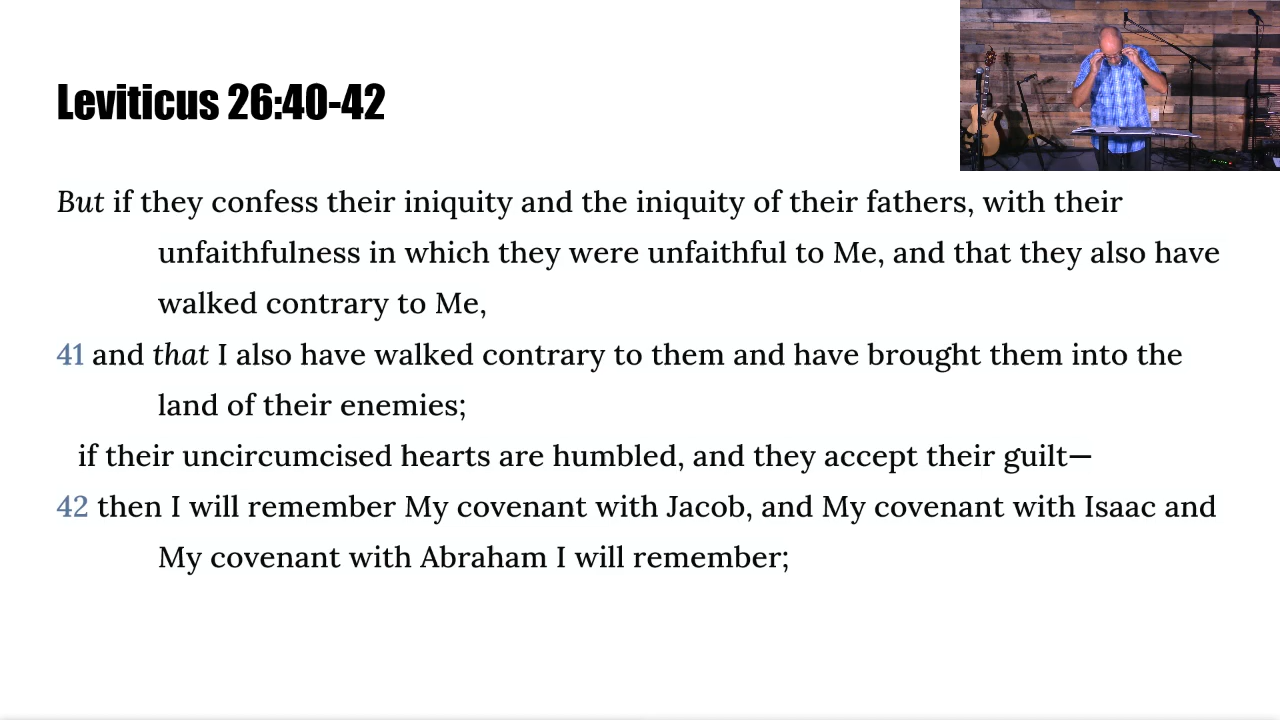 Leviticus 26:40-42
But if they confess their iniquity and the iniquity of their fathers, with their
unfaithfulness in which they were unfaithful to Me, and that they also have
walked contrary to Me,
41 and that I also have walked contrary to them and have brought them into the
land of their enemies;
if their uncircumcised hearts are humbled, and they accept their guilt—
42 then I will remember My covenant with Jacob, and My covenant with Isaac and
My covenant with Abraham I will remember;